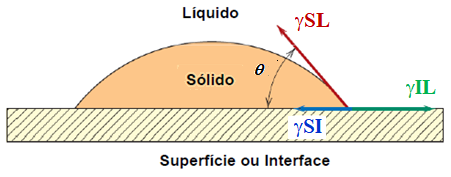 Líquido
γSL
θ
Sólido
γIL
γSI
Superfície ou Interface